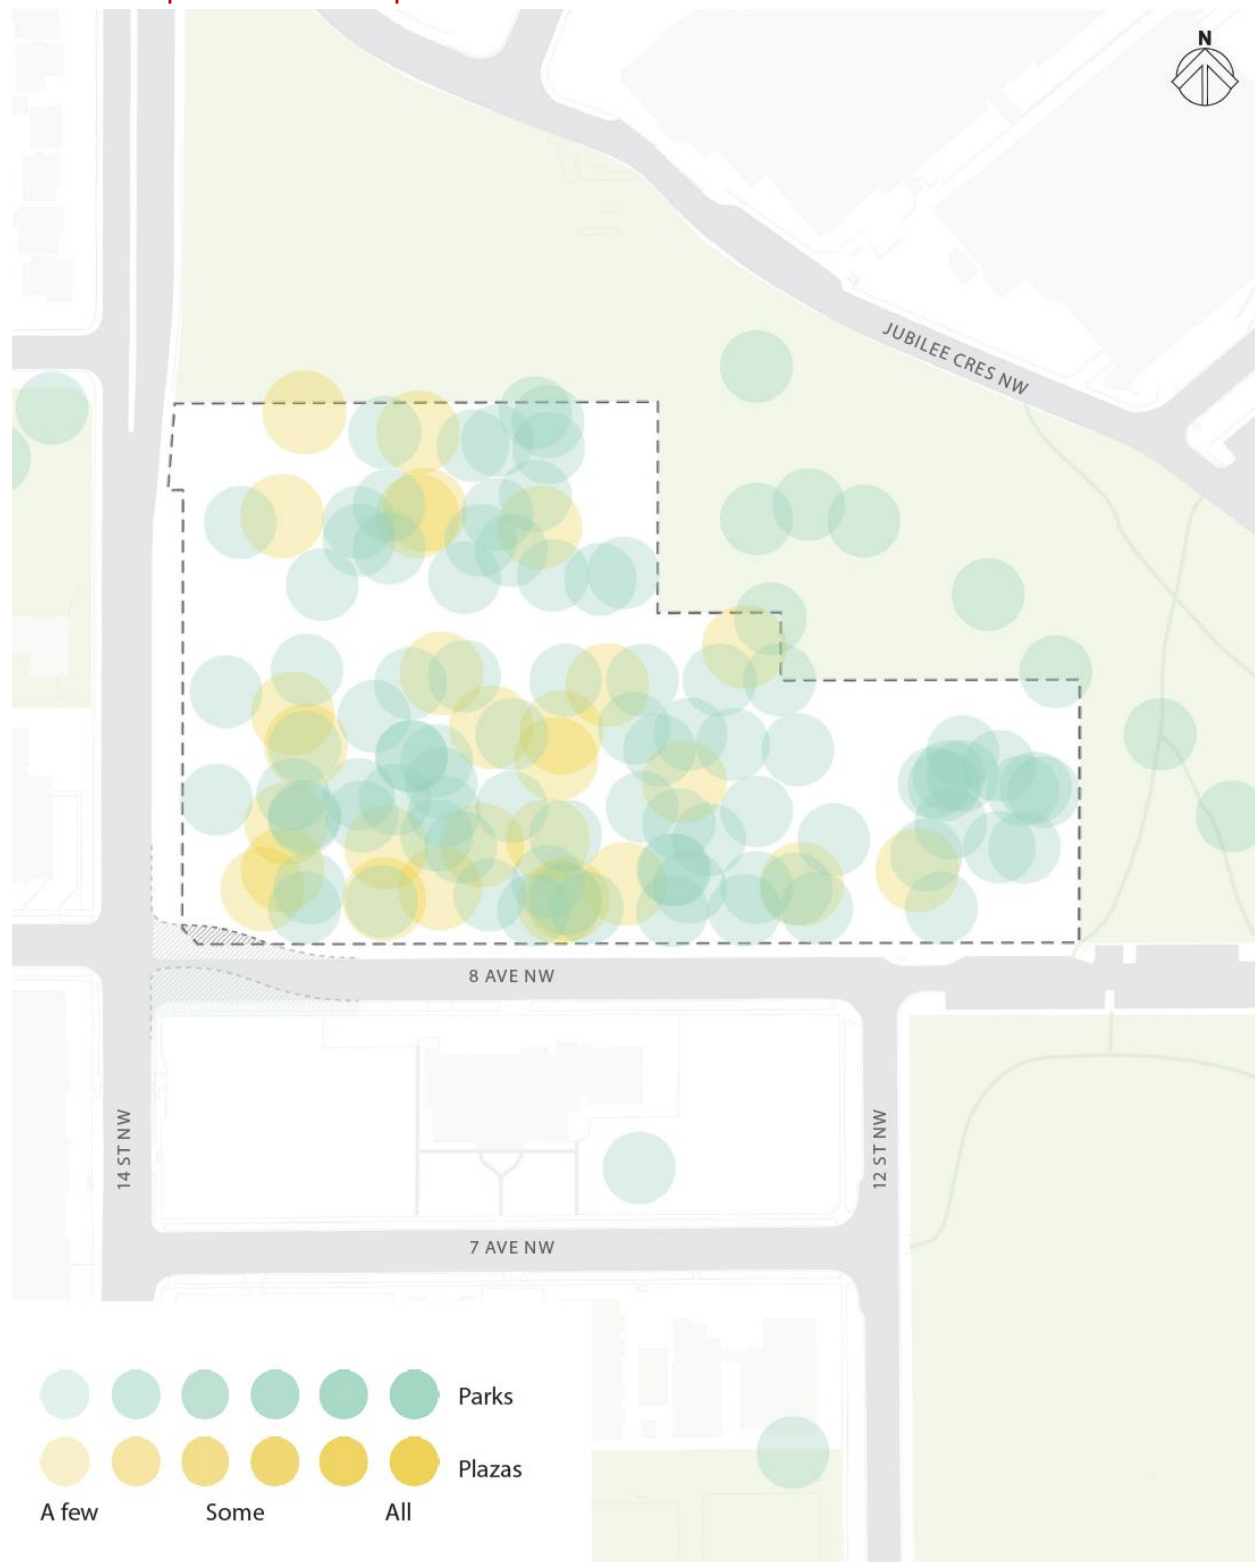 N
JUBILEE CRES NW
8 AVE NW
14 ST NW
12 ST NW
7 AVE NW
Parks
Plazas
A few Some All